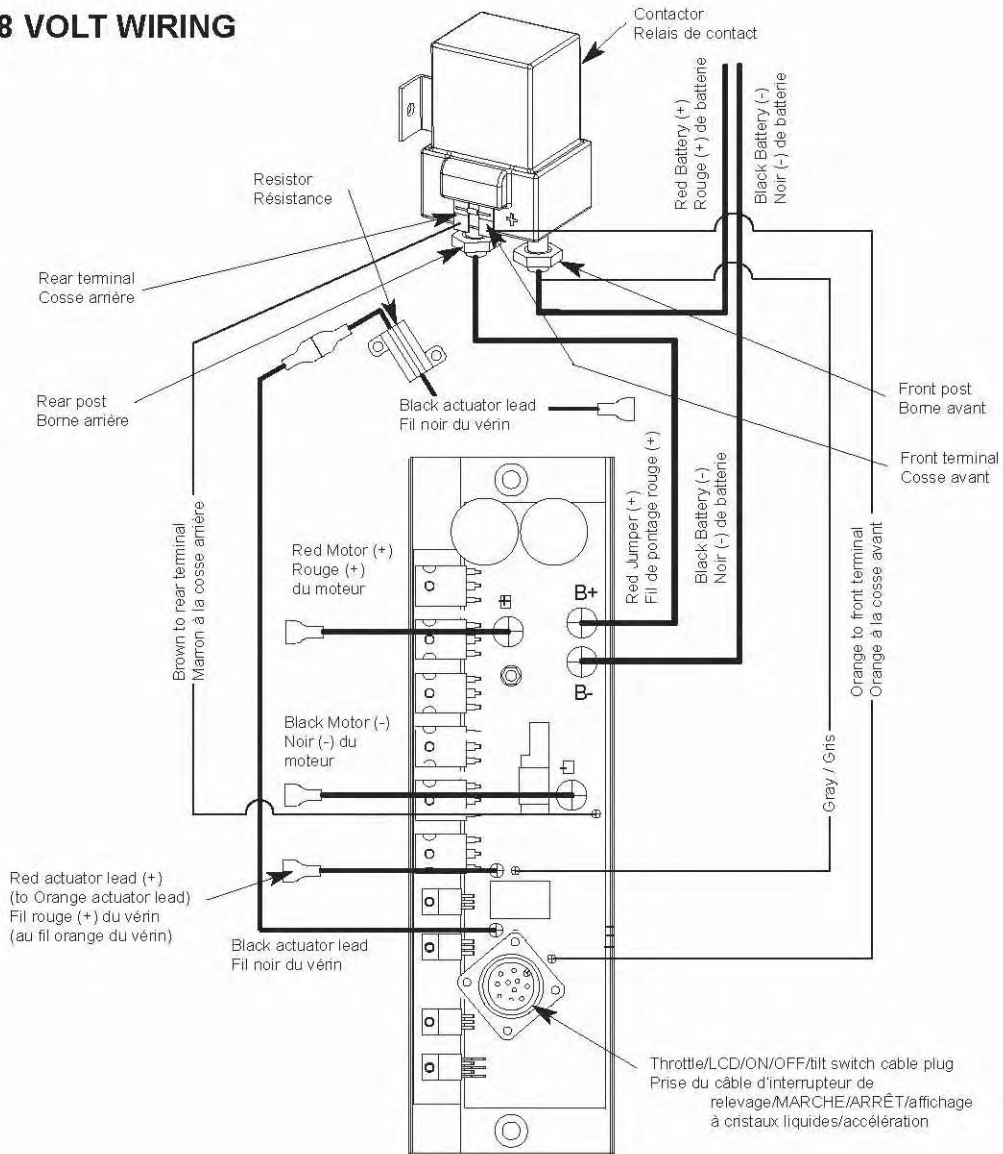 8 VOLT WIRING
Contactor
Relais de contact
Red Battery (+)
Rouge (+) de batterie
Black Battery (-)
Noir (-) de batterie
Resistor
Résistance
Rear terminal
Cosse arrière
Rear post
Borne arrière
Black actuator lead
Fil noir du vérin
Front post
Borne avant
Front terminal
Cosse avant
Brown to rear terminal
Marron à la cosse arrière
Red Motor (+)
Rouge (+)
du moteur
Red Jumper (+)
Fil de pontage rouge (+)
Black Battery (-)
Noir (-) de batterie
Orange to front terminal
Orange à la cosse avant
B+
B-
Black Motor (-)
Noir (-) du
moteur
Gray / Gris
Red actuator lead (+)
(to Orange actuator lead)
Fil rouge (+) du vérin
(au fil orange du vérin)
Black actuator lead
Fil noir du vérin
Throttle/LCD/ON/OFF/tilt switch cable plug
Prise du câble d'interrupteur de
relevage/MARCHE/ARRÊT/affichage
à cristaux liquides/accélération